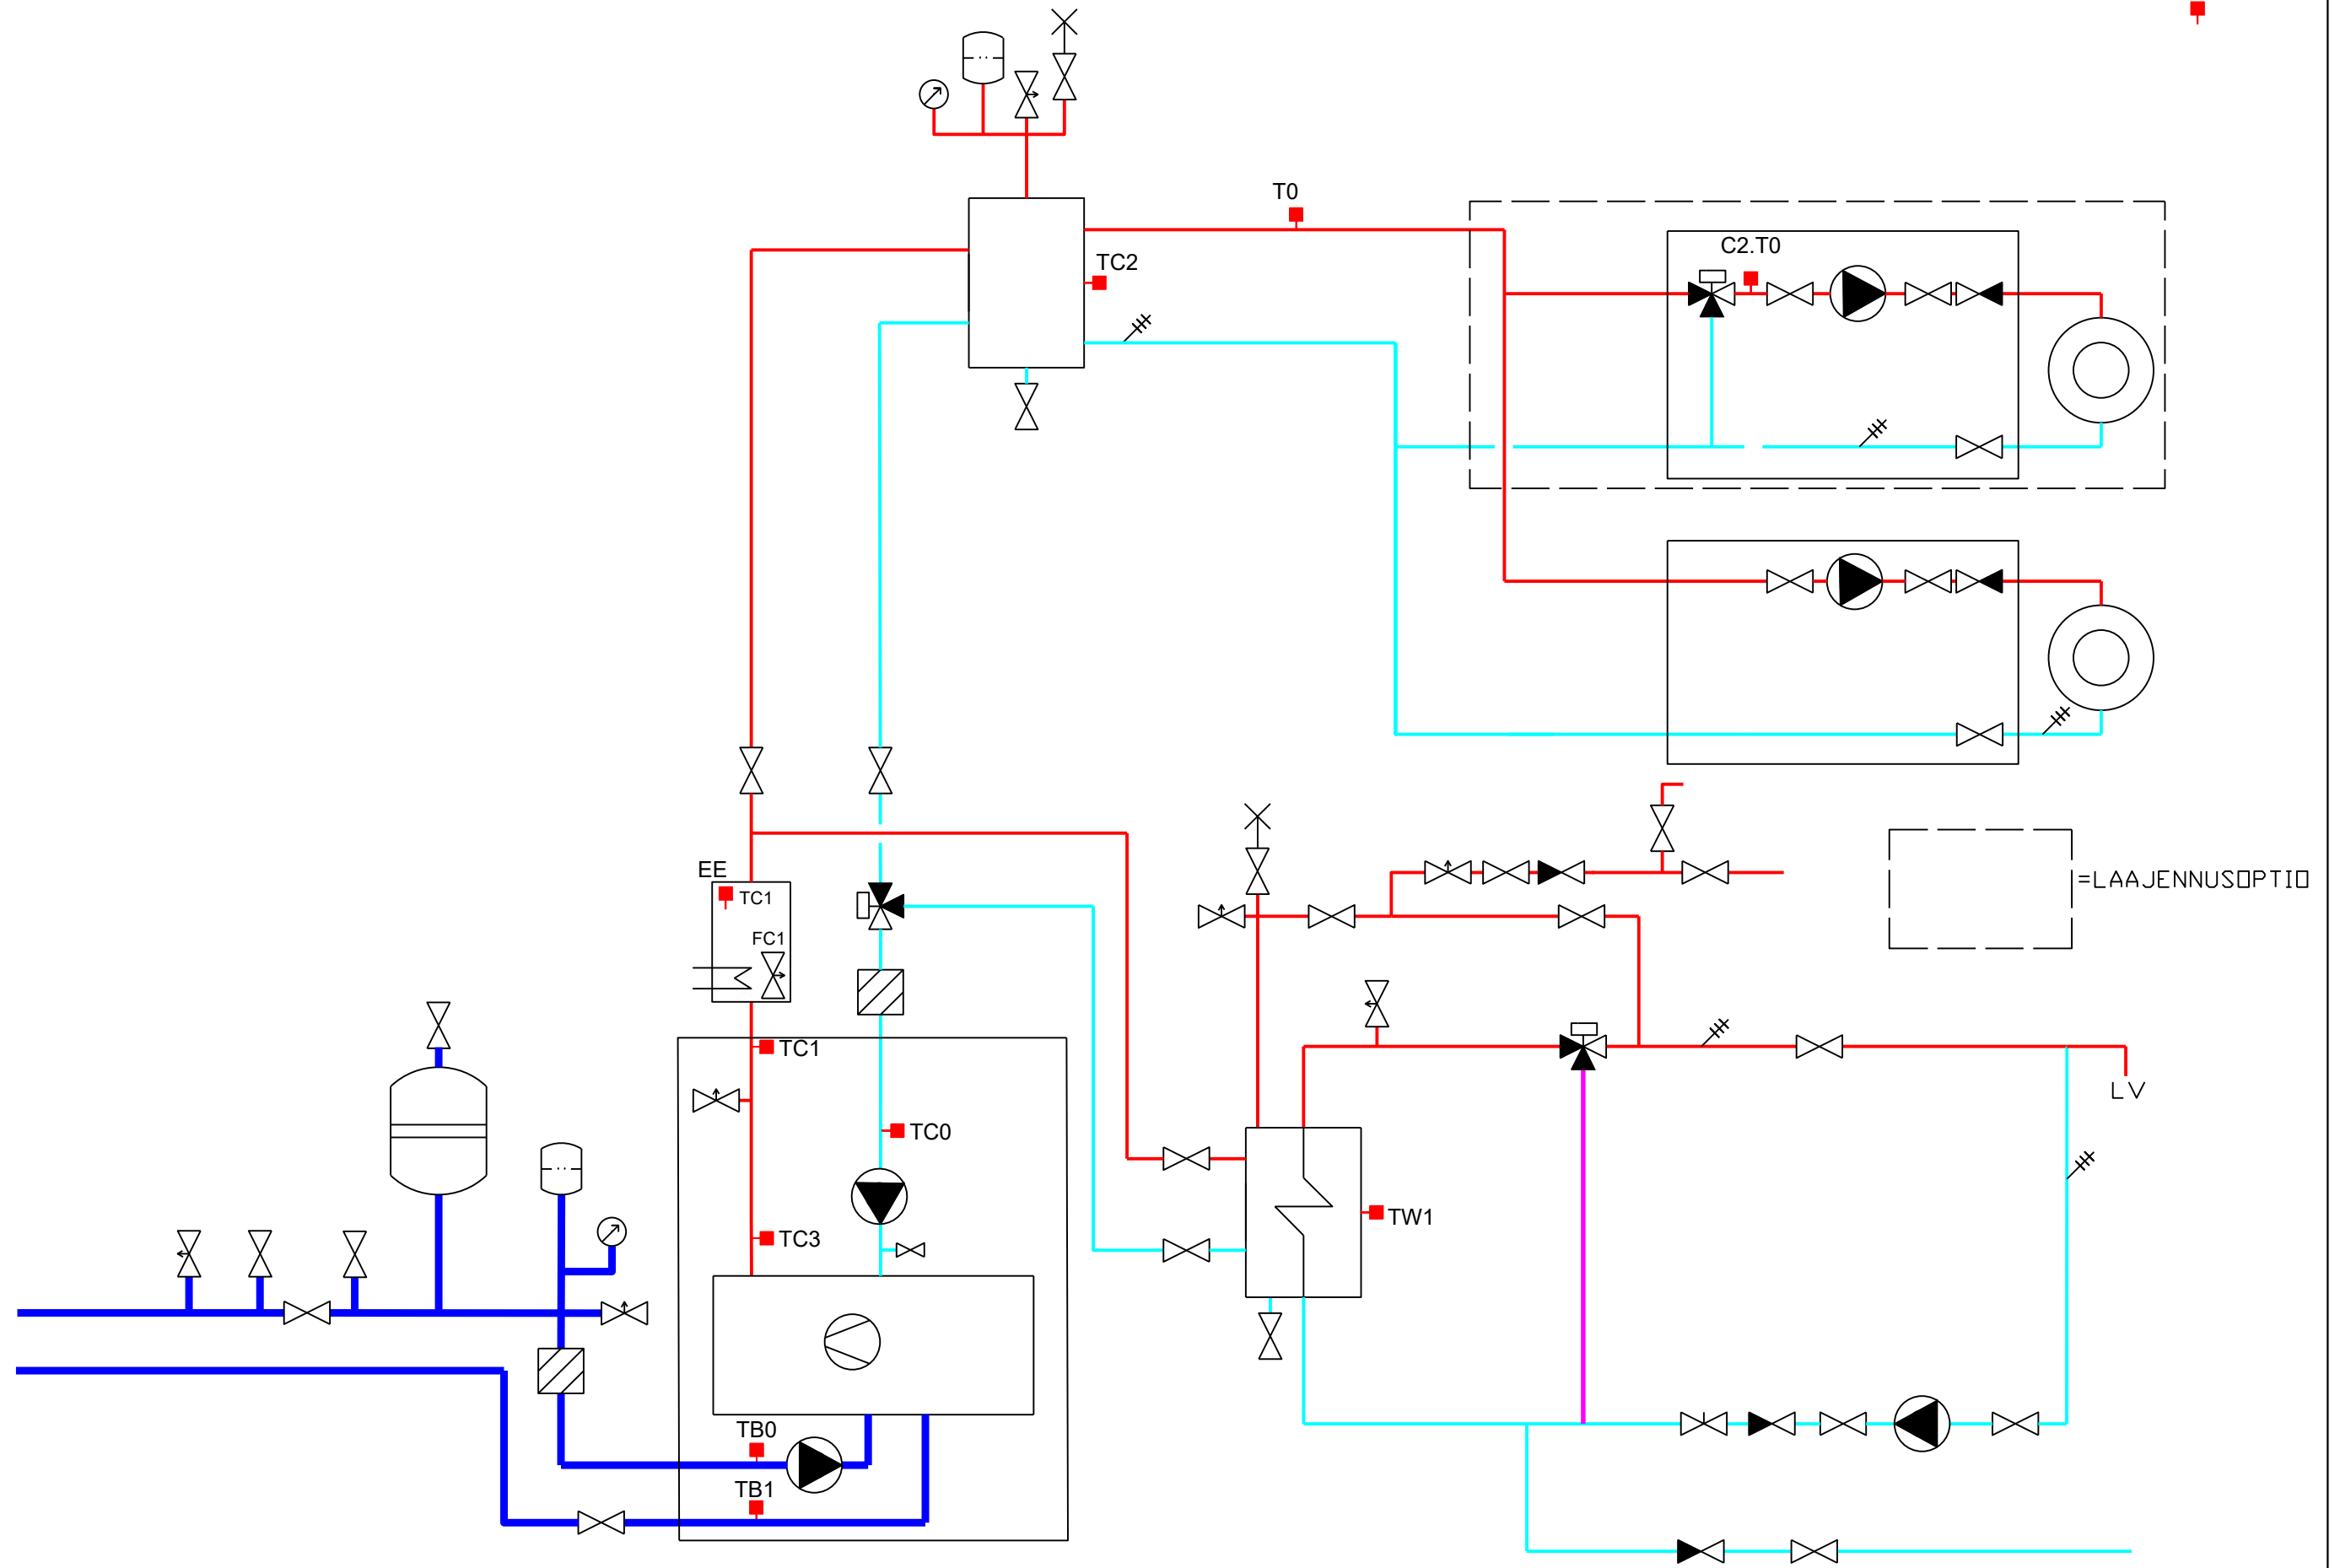 T0
C2.T0
TC2
EE
TC1
FC1
=LAAJENNUSOPTIO
TC1
LV
TC0
TW1
TC3
TB0
TB1